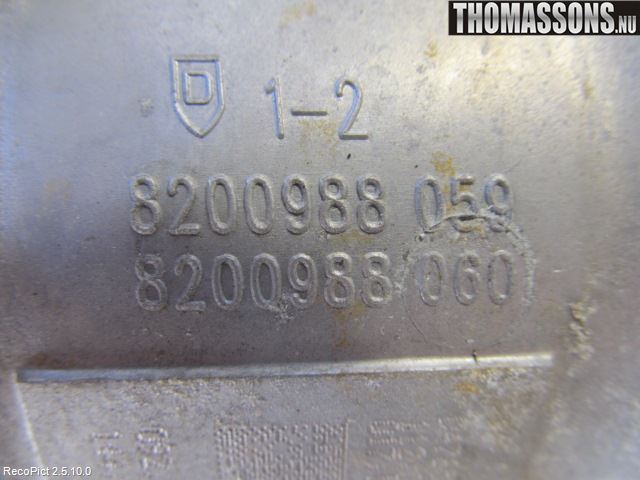 THOMASSONS.NU
D
1-2
8200988 059
8200988 060
RecoPict 2.5.10.0